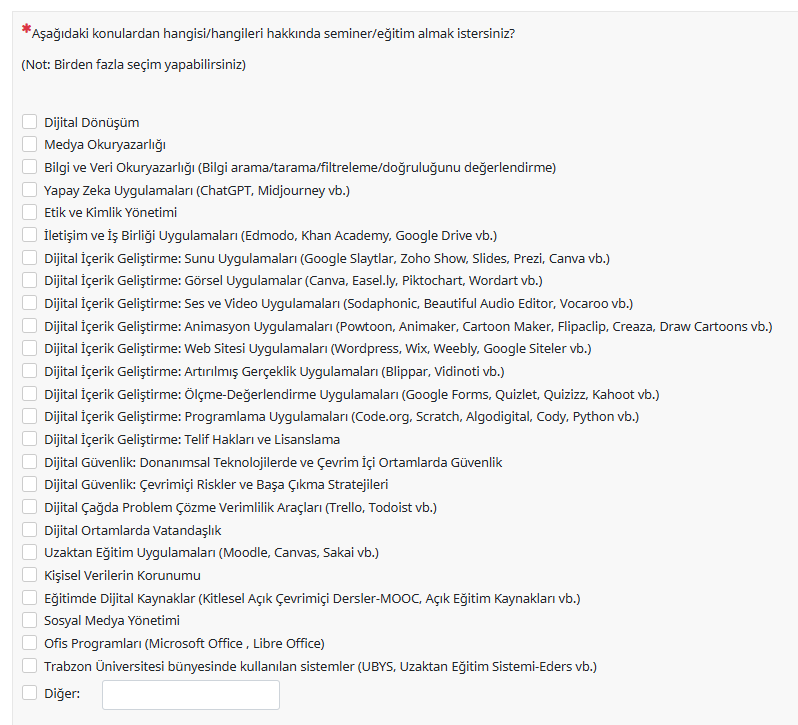 *Aşağıdaki konulardan hangisi/hangileri hakkında seminer/eğitim almak istersiniz?
(Not: Birden fazla seçim yapabilirsiniz)
Dijital Dönüşüm
Medya Okuryazarlığı
Bilgi ve Veri Okuryazarlığı (Bilgi arama/tarama/filtreleme/doğruluğunu değerlendirme)
Yapay Zeka Uygulamaları (ChatGPT, Midjourney vb.)
Etik ve Kimlik Yönetimi
İletişim ve İş Birliği Uygulamaları (Edmodo, Khan Academy, Google Drive vb.)
Dijital İçerik Geliştirme: Sunu Uygulamaları (Google Slaytlar, Zoho Show, Slides, Prezi, Canva vb.)
Dijital İçerik Geliştirme: Görsel Uygulamalar (Canva, Easel.ly, Piktochart, Wordart vb.)
Dijital İçerik Geliştirme: Ses ve Video Uygulamaları (Sodaphonic, Beautiful Audio Editor, Vocaroo vb.)
Dijital İçerik Geliştirme: Animasyon Uygulamaları (Powtoon, Animaker, Cartoon Maker, Flipaclip, Creaza, Draw Cartoons vb.)
Dijital İçerik Geliştirme: Web Sitesi Uygulamaları (Wordpress, Wix, Weebly, Google Siteler vb.)
Dijital İçerik Geliştirme: Artırılmış Gerçeklik Uygulamaları (Blippar, Vidinoti vb.)
Dijital İçerik Geliştirme: Ölçme-Değerlendirme Uygulamaları (Google Forms, Quizlet, Quizizz, Kahoot vb.)
Dijital İçerik Geliştirme: Programlama Uygulamaları (Code.org, Scratch, Algodigital, Cody, Python vb.)
Dijital İçerik Geliştirme: Telif Hakları ve Lisanslama
Dijital Güvenlik: Donanımsal Teknolojilerde ve Çevrim İçi Ortamlarda Güvenlik
Dijital Güvenlik: Çevrimiçi Riskler ve Başa Çıkma Stratejileri
Dijital Çağda Problem Çözme Verimlilik Araçları (Trello, Todoist vb.)
Dijital Ortamlarda Vatandaşlık
Uzaktan Eğitim Uygulamaları (Moodle, Canvas, Sakai vb.)
Kişisel Verilerin Korunumu
Eğitimde Dijital Kaynaklar (Kitlesel Açık Çevrimiçi Dersler-MOOC, Açık Eğitim Kaynakları vb.)
Sosyal Medya Yönetimi
Ofis Programları (Microsoft Office , Libre Office)
Trabzon Üniversitesi bünyesinde kullanılan sistemler (UBYS, Uzaktan Eğitim Sistemi-Eders vb.)
Diğer: